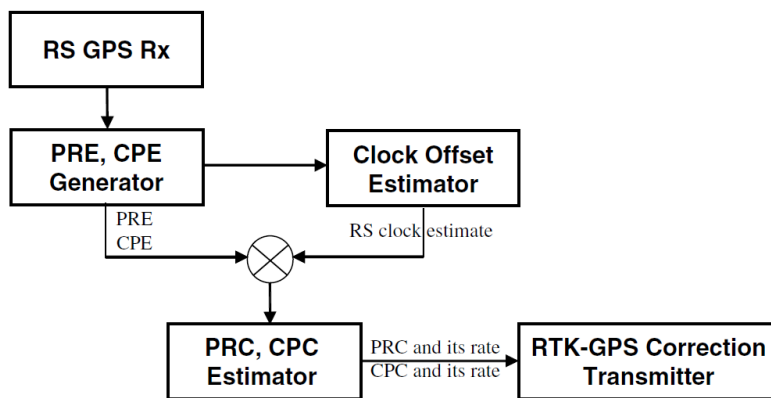 RS GPS Rx
PRE, CPE
Generator
Clock Offset
Estimator
PRE
CPE
RS clock estimate
PRC, CPC
Estimator
PRC and its rate
CPC and its rate
RTK-GPS Correction
Transmitter